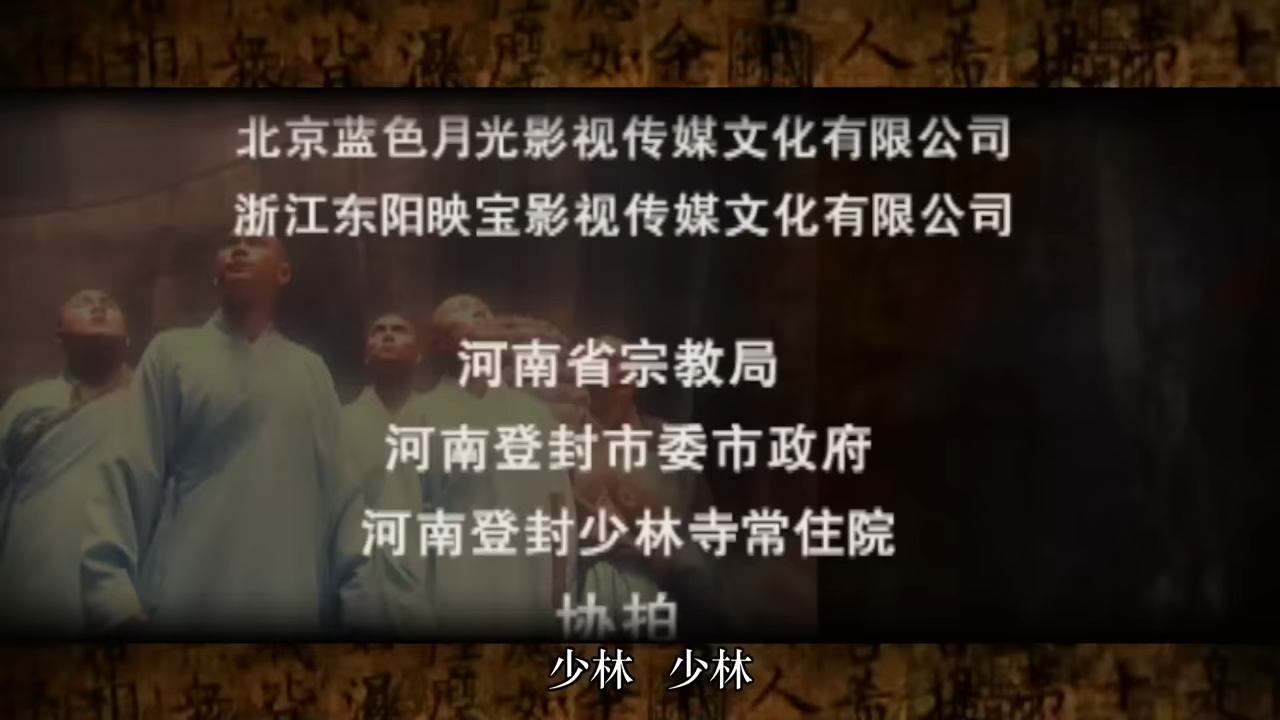 北京蓝色月光影视传媒文化有限公司
浙江东阳映宝影视传媒文化有限公司
河南省宗教局
河南登封市委市政府
河南登封少林寺常住院
协拍
少林 少林